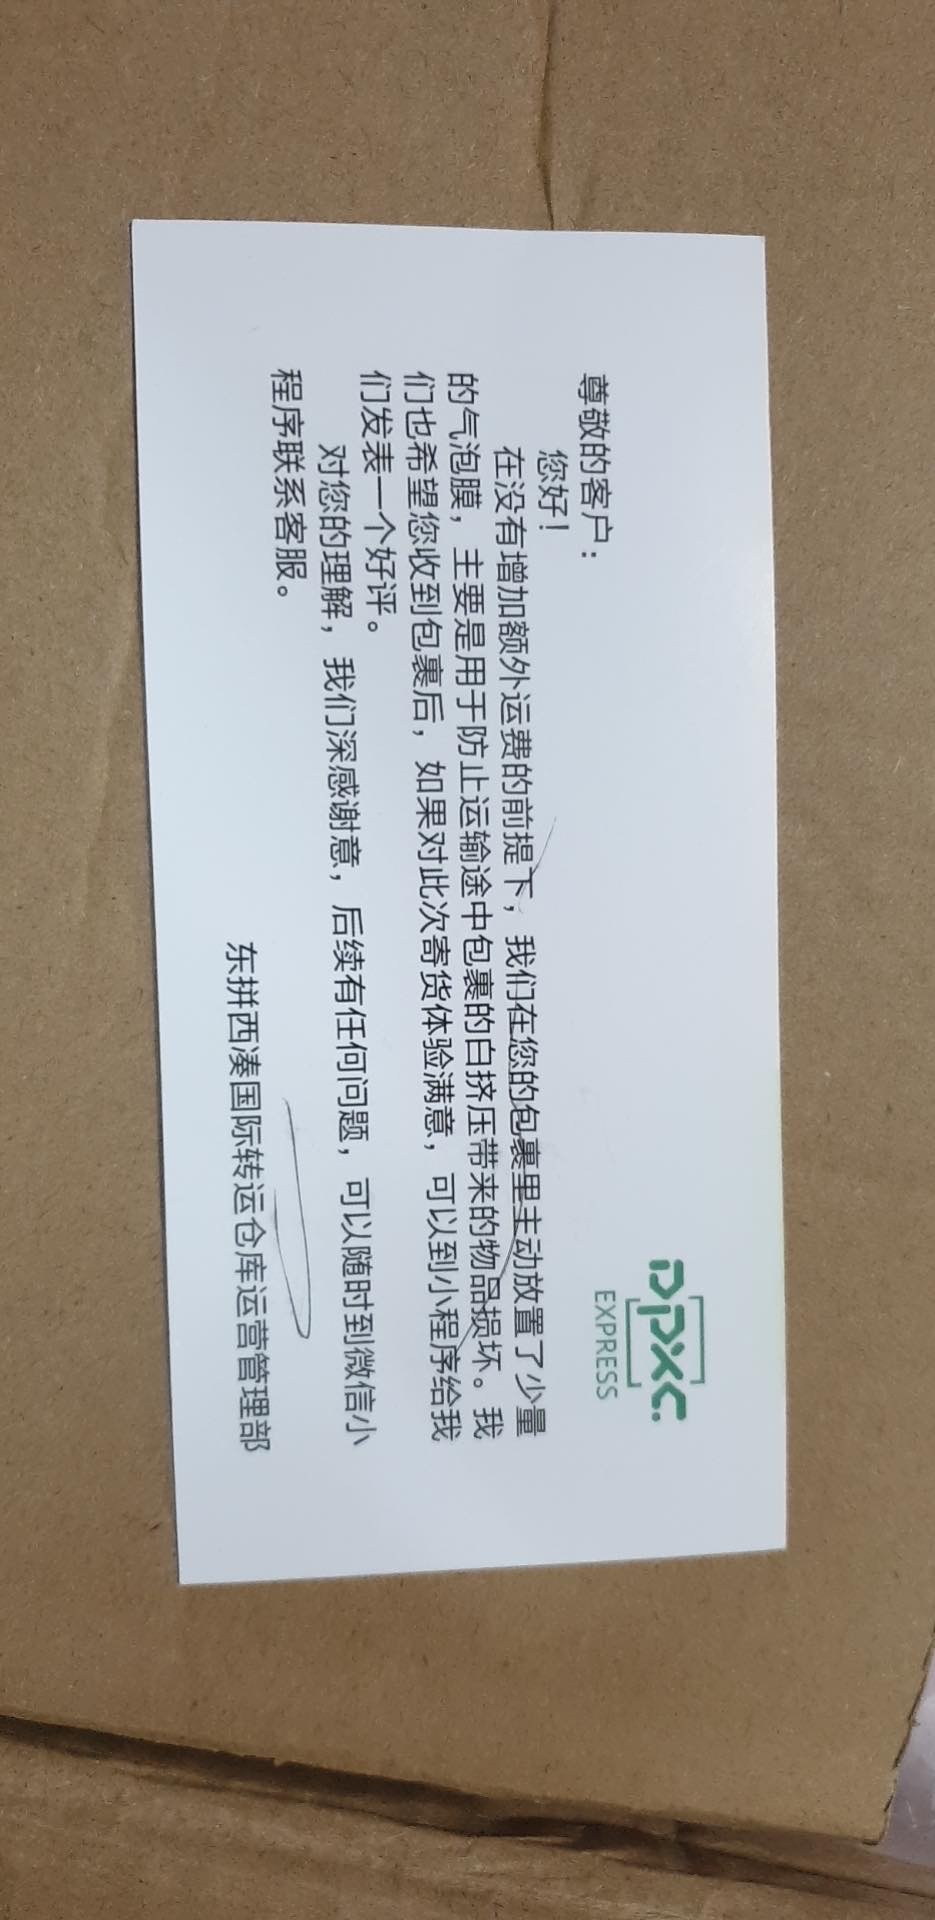 DPXC
EXPRESS
尊敬的客户：
您好！
在没有增加额外运费的前提下，我们在您的包裹里主动放置了少量
的气泡膜，主要是用于防止运输途中包裹的白挤压带来的物品损坏。我
们也希望您收到包裹后，如果对此次寄货体验满意，可以到小程序给我
们发表一个好评。
对您的理解，我们深感谢意，后续有任何问题，可以随时到微信小
程序联系客服。
东拼西凑国际转运仓库运营管理部